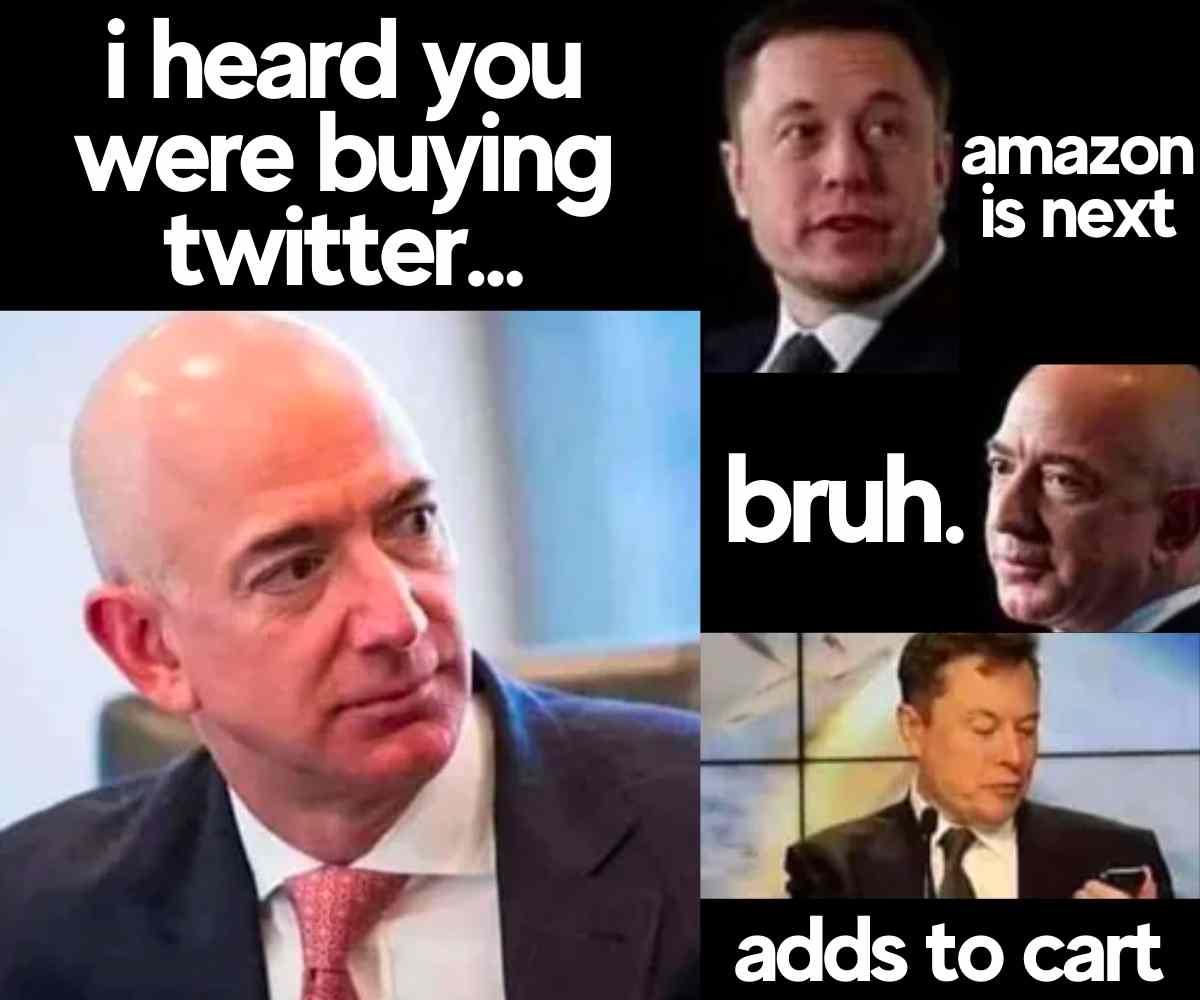 i heard you
were buying
twitter...
amazon
is next
bruh.
adds to cart